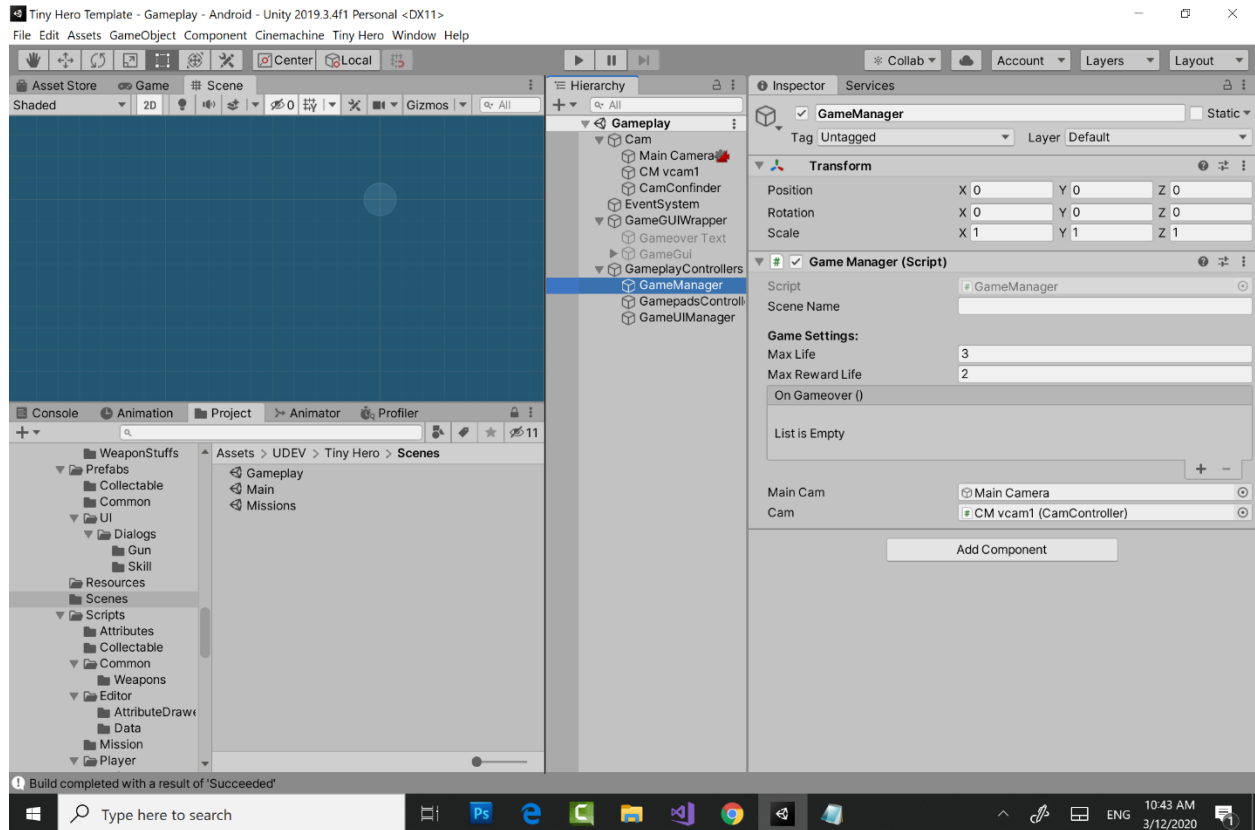 Tiny Hero Template - Gameplay - Android - Unity 2019.3.4f1 Personal <DX11>
File Edit Assets GameObject Component Cinemachine Tiny Hero Window Help
Center Local
Collab Account Layers Layout
Asset Store Game Scene
Shaded 2D 0 Gizmos All
Hierarchy
All
Gameplay
Cam
Main Camera
CM vcam1
CamConfinder
EventSystem
GameGUIWrapper
Gameover Text
GameGui
GameplayControllers
GameManager
GamepadsControll
GameUIManager
Inspector Services
GameManager Static
Tag Untagged Layer Default
Transform
Position X 0 Y 0 Z 0
Rotation X 0 Y 0 Z 0
Scale X 1 Y 1 Z 1
# Game Manager (Script)
Script GameManager
Scene Name
Game Settings:
Max Life 3
Max Reward Life 2
On Gameover ()
List is Empty
+ -
Main Cam Main Camera
Cam CM vcam1 (CamController)
Add Component
Console Animation Project Animator Profiler
11
WeaponStuffs
Prefabs
Collectable
Common
UI
Dialogs
Gun
Skill
Resources
Scenes
Scripts
Attributes
Collectable
Common
Weapons
Editor
AttributeDrawe
Data
Mission
Player
Assets > UDEV > Tiny Hero > Scenes
Gameplay
Main
Missions
Build completed with a result of 'Succeeded'
Type here to search
Ps
ENG
10:43 AM
3/12/2020
1